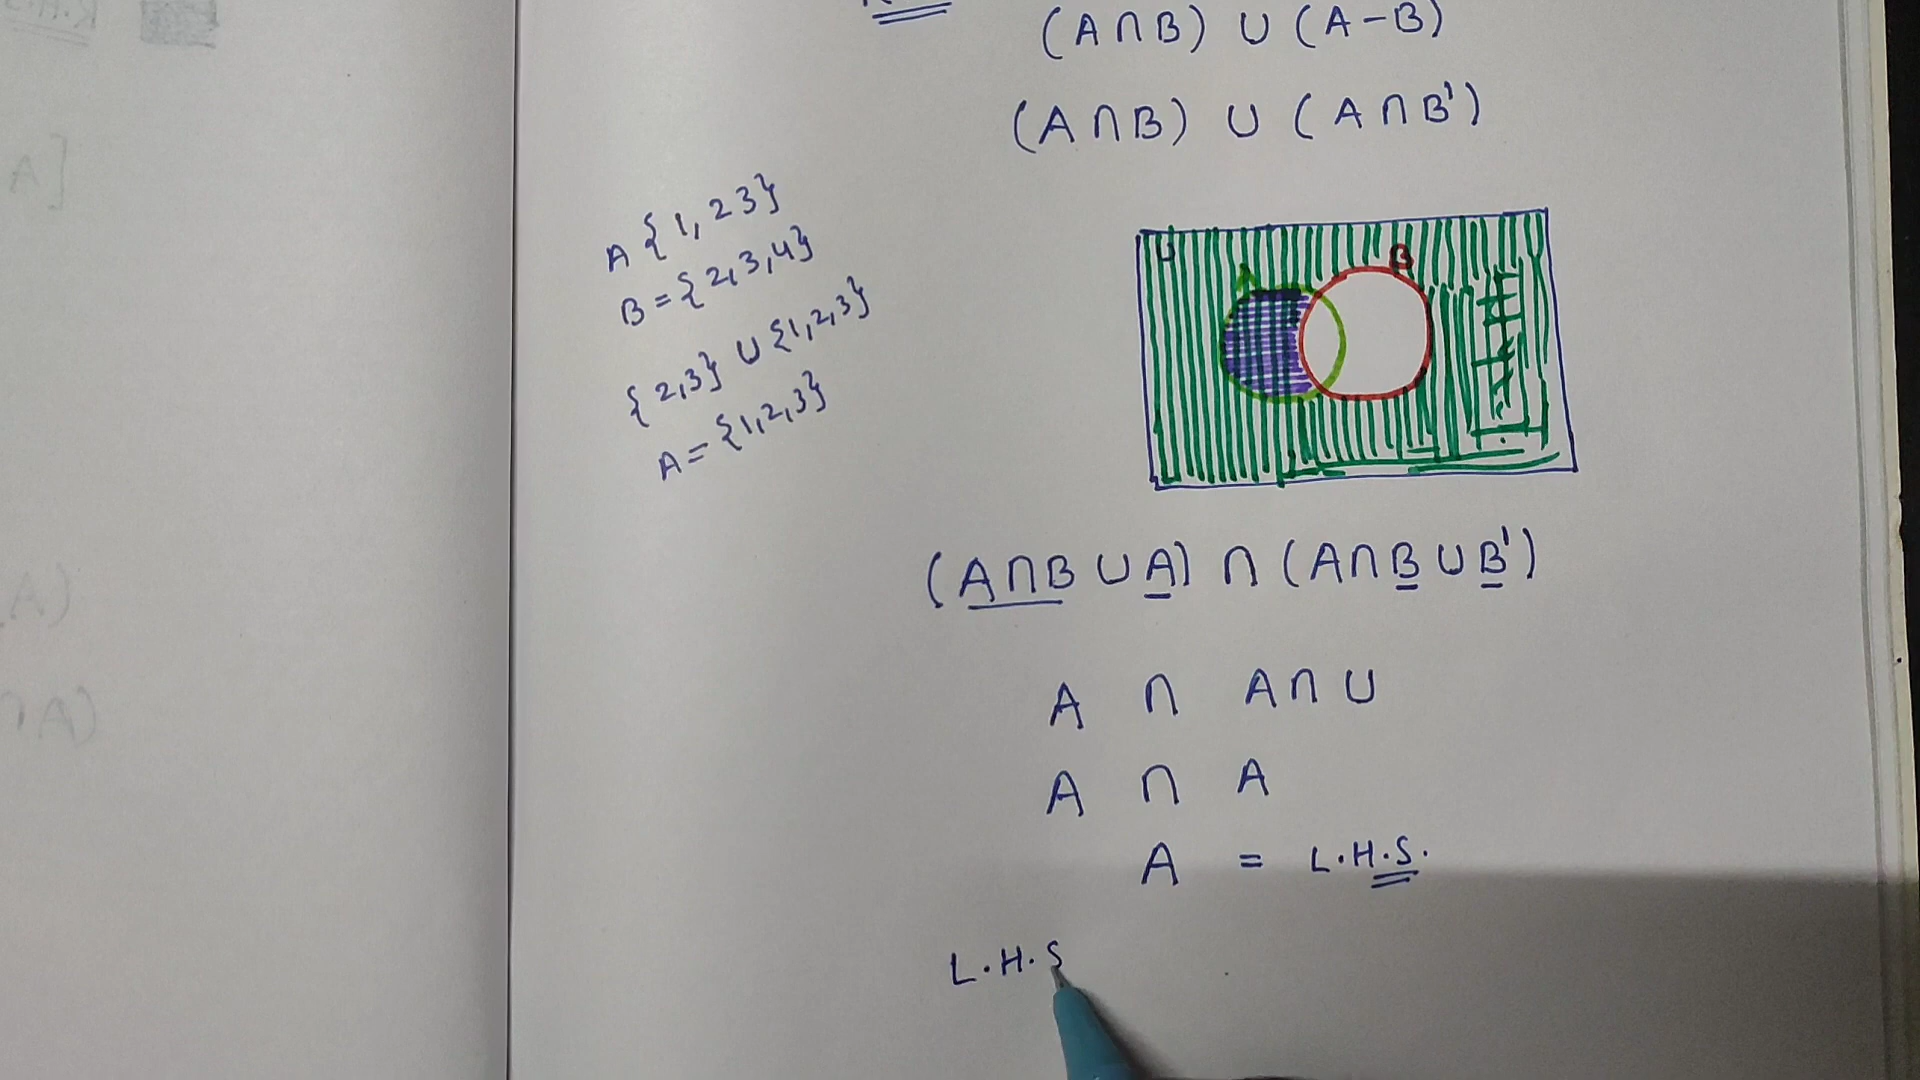 (A∩B) ∪ (A-B)
(A∩B) ∪ (A∩B')
A {1, 2 3}
B = {2,3,4}
{2,3} ∪ {1,2,3}
A = {1,2,3}
U
A
B
(A∩B ∪ A) ∩ (A∩B ∪ B')
A ∩ A∩U
A ∩ A
A = L.H.S.
L.H.S